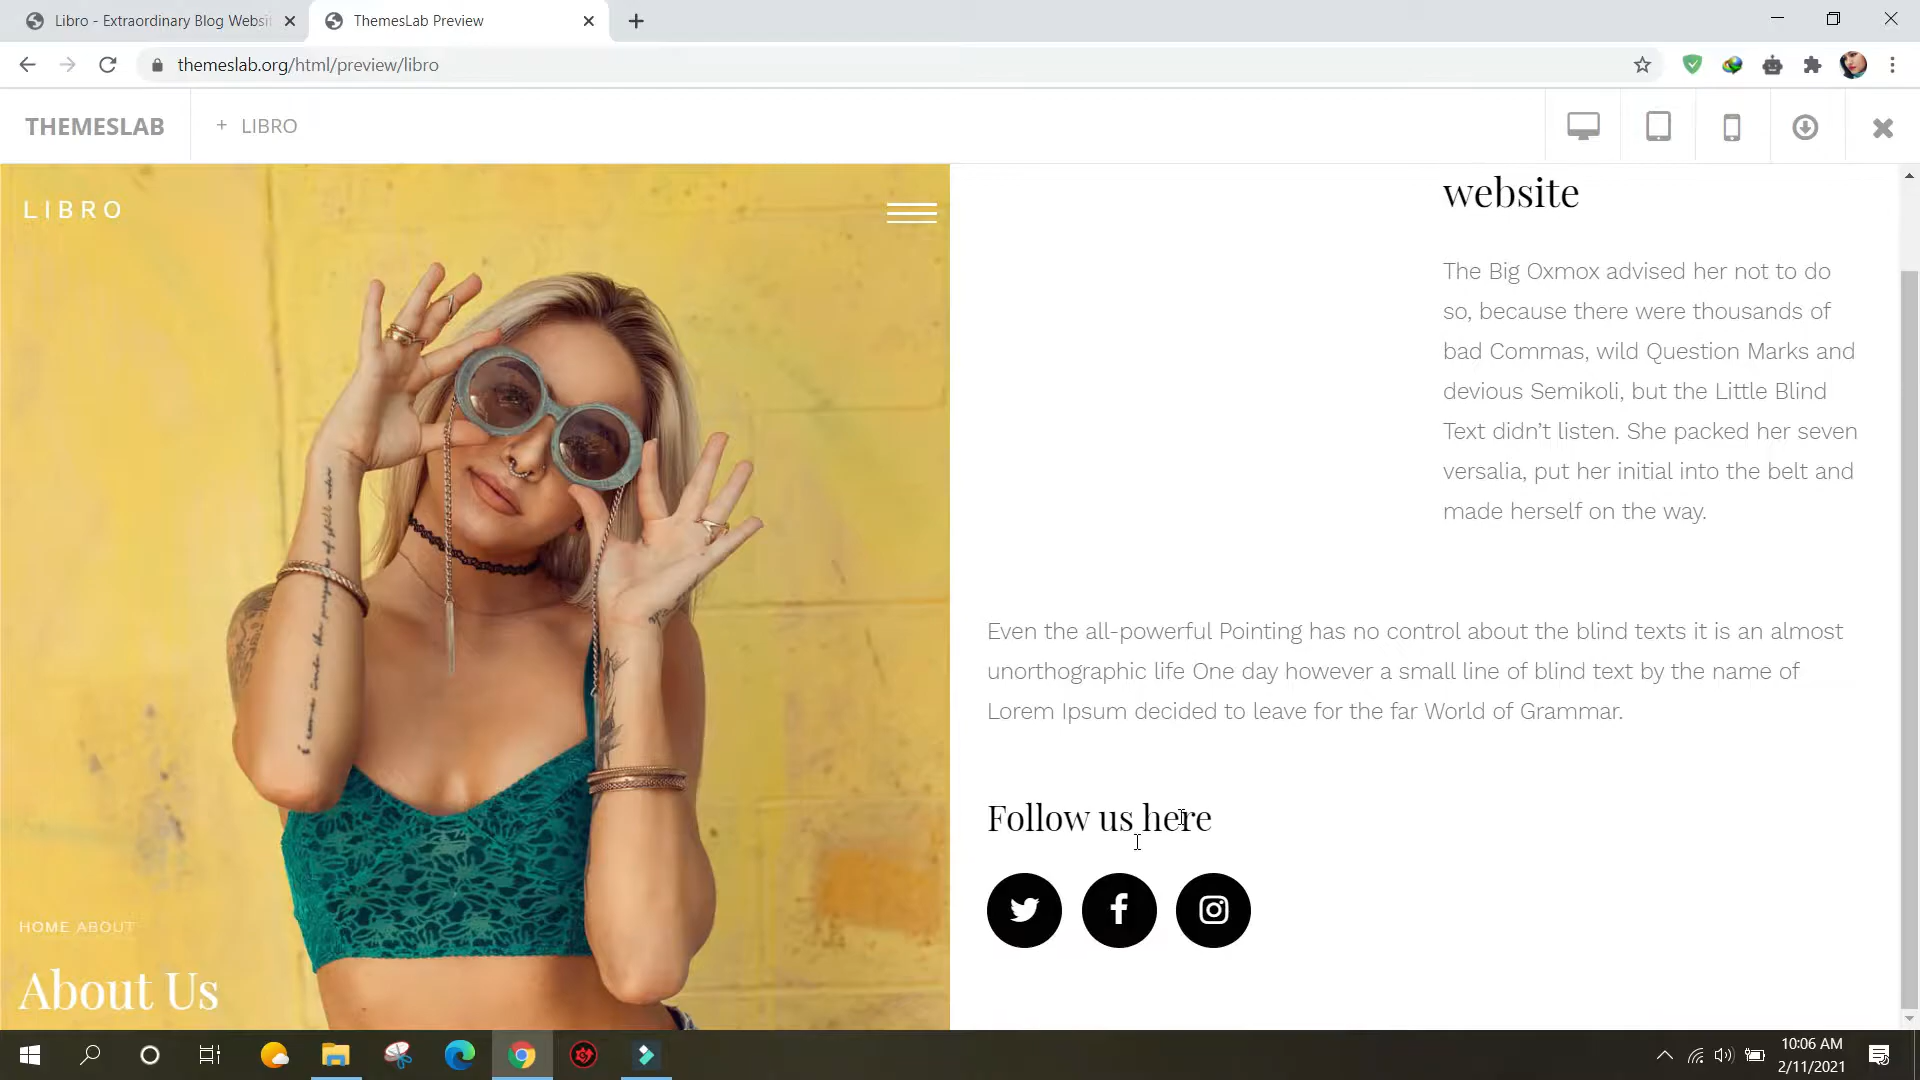 Libro - Extraordinary Blog Websi
ThemesLab Preview
themeslab.org/html/preview/libro
THEMESLAB
+ LIBRO
LIBRO
website
The Big Oxmox advised her not to do
so, because there were thousands of
bad Commas, wild Question Marks and
devious Semikoli, but the Little Blind
Text didn’t listen. She packed her seven
versalia, put her initial into the belt and
made herself on the way.
Even the all-powerful Pointing has no control about the blind texts it is an almost
unorthographic life One day however a small line of blind text by the name of
Lorem Ipsum decided to leave for the far World of Grammar.
Follow us here
HOME ABOUT
About Us
10:06 AM
2/11/2021